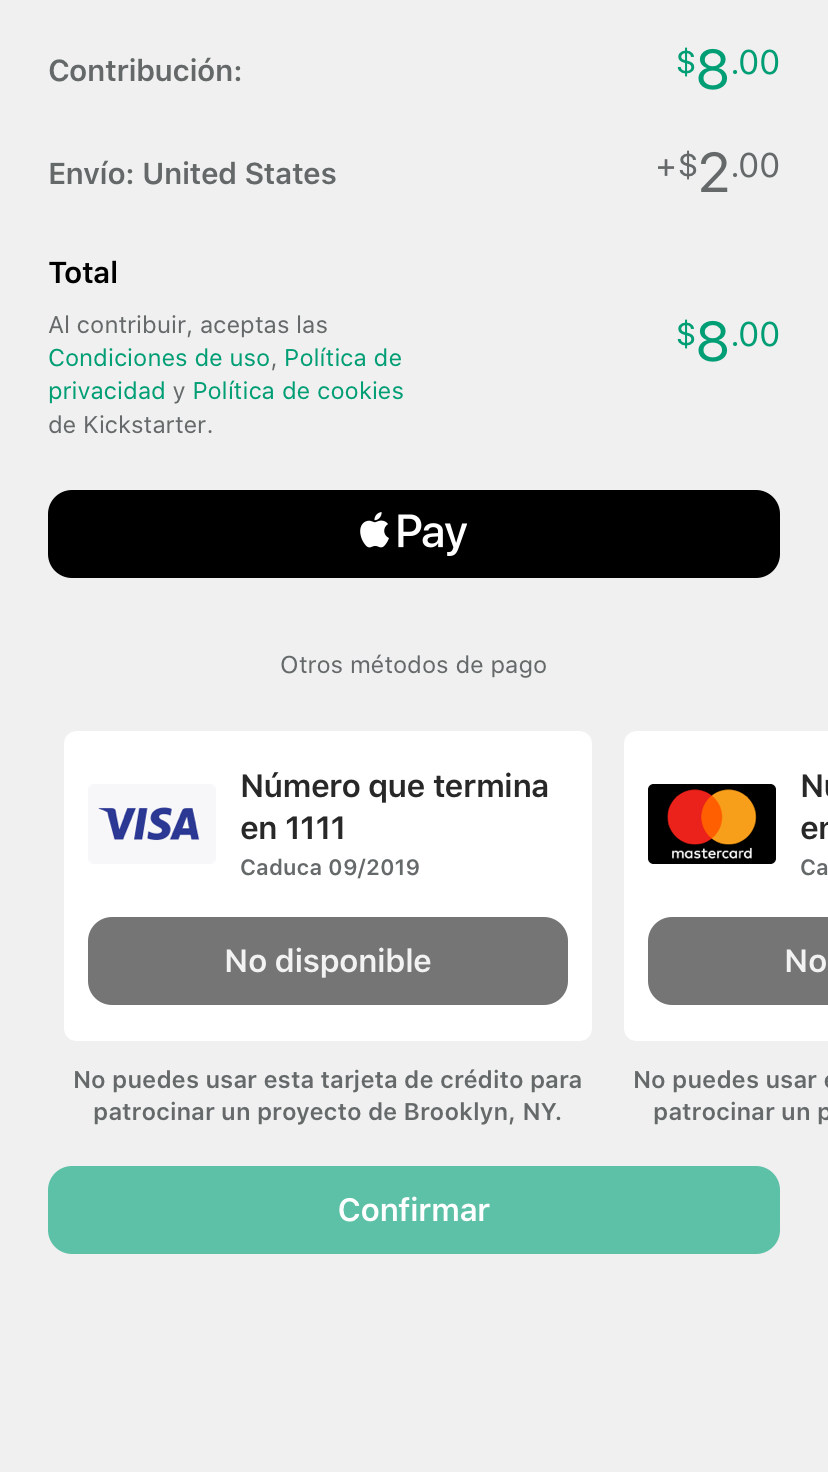 Contribución:
$8.00
Envío: United States
+$2.00
Total
Al contribuir, aceptas las
Condiciones de uso, Política de
privacidad y Política de cookies
de Kickstarter.
$8.00
Pay
Otros métodos de pago
VISA
Número que termina
en 1111
Caduca 09/2019
No disponible
No puedes usar esta tarjeta de crédito para
patrocinar un proyecto de Brooklyn, NY.
mastercard
No
No puedes usar
patrocinar un
Confirmar